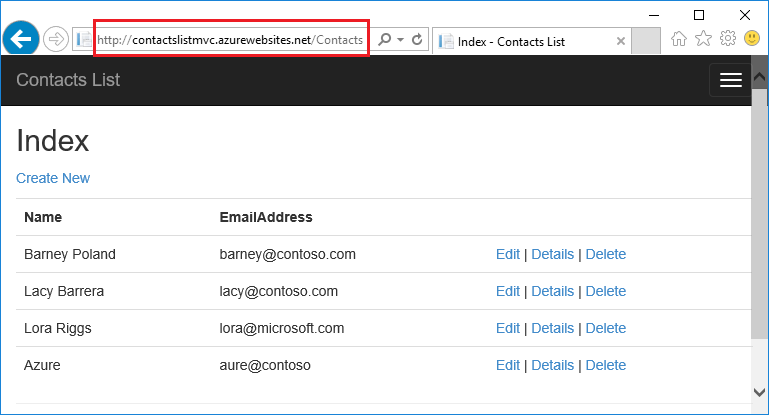 http://contactslistmvc.azurewebsites.net/Contacts
Index - Contacts List
Contacts List
Index
Create New
Name EmailAddress
Barney Poland barney@contoso.com Edit | Details | Delete
Lacy Barrera lacy@contoso.com Edit | Details | Delete
Lora Riggs lora@microsoft.com Edit | Details | Delete
Azure aure@contoso Edit | Details | Delete